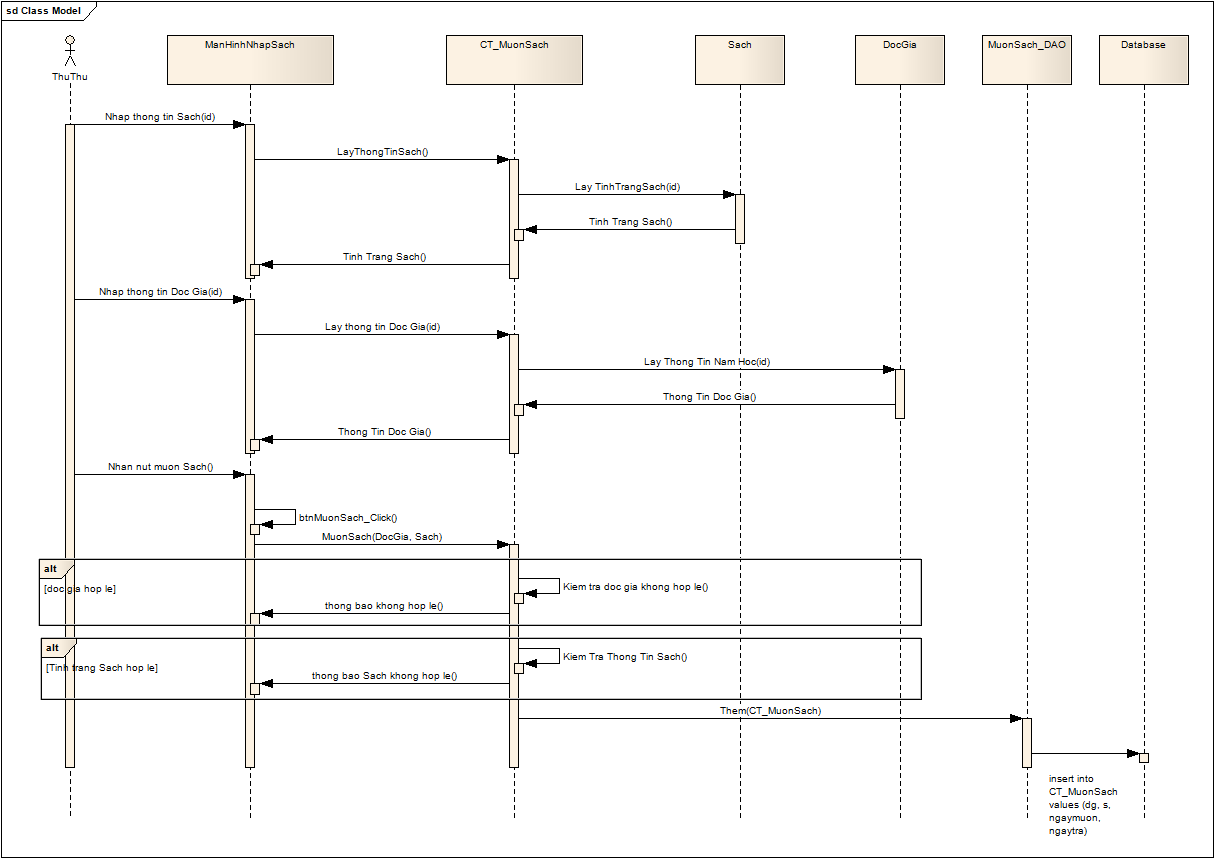 sd Class Model
ThuThu
ManHinhNhapSach
CT_MuonSach
Sach
DocGia
MuonSach_DAO
Database
Nhap thong tin Sach(id)
LayThongTinSach()
Lay TinhTrangSach(id)
Tinh Trang Sach()
Tinh Trang Sach()
Nhap thong tin Doc Gia(id)
Lay thong tin Doc Gia(id)
Lay Thong Tin Nam Hoc(id)
Thong Tin Doc Gia()
Thong Tin Doc Gia()
Nhan nut muon Sach()
btnMuonSach_Click()
MuonSach(DocGia, Sach)
alt
[doc gia hop le]
Kiem tra doc gia khong hop le()
thong bao khong hop le()
alt
[Tinh trang Sach hop le]
Kiem Tra Thong Tin Sach()
thong bao Sach khong hop le()
Them(CT_MuonSach)
insert into
CT_MuonSach
values (dg, s,
ngaymuon,
ngaytra)